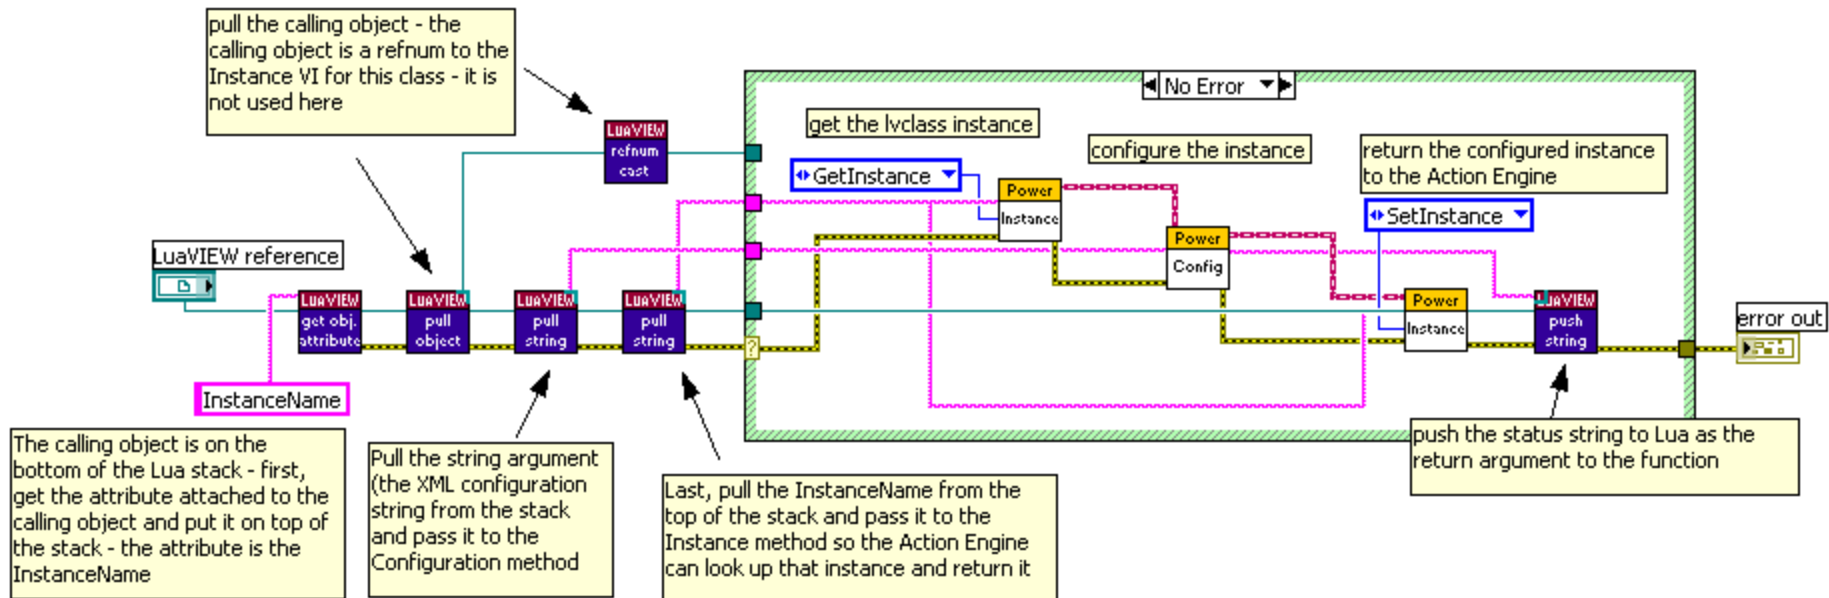 pull the calling object - the
calling object is a refnum to the
Instance VI for this class - it is
not used here
LuaVIEW
refnum
cast
No Error
get the lvclass instance
GetInstance
Power
Instance
configure the instance
Power
Config
return the configured instance
to the Action Engine
SetInstance
Power
Instance
LuaVIEW reference
LuaVIEW
get obj.
attribute
LuaVIEW
pull
object
LuaVIEW
pull
string
LuaVIEW
pull
string
?
LuaVIEW
push
string
error out
InstanceName
The calling object is on the
bottom of the Lua stack - first,
get the attribute attached to the
calling object and put it on top of
the stack - the attribute is the
InstanceName
Pull the string argument
(the XML configuration
string from the stack
and pass it to the
Configuration method
Last, pull the InstanceName from the
top of the stack and pass it to the
Instance method so the Action Engine
can look up that instance and return it
push the status string to Lua as the
return argument to the function